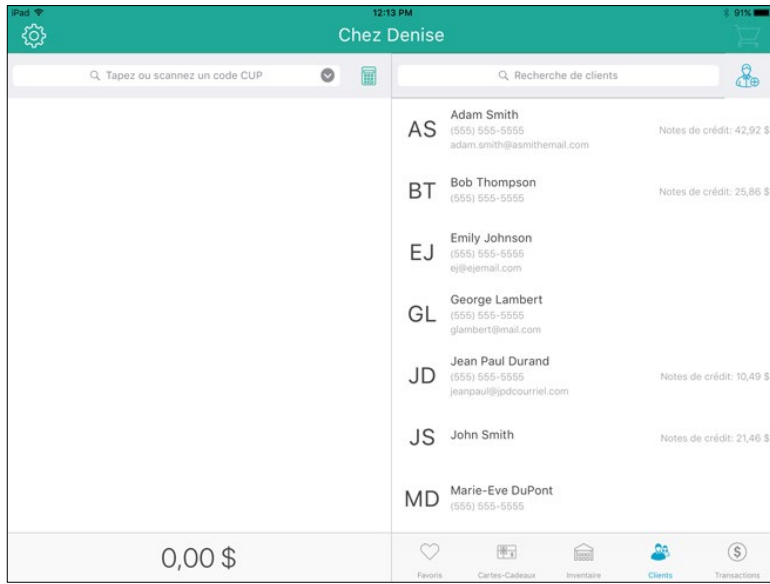 iPad 12:13 PM 91%
Chez Denise
Tapez ou scannez un code CUP
Recherche de clients
AS
Adam Smith
(555) 555-5555
adam.smith@asmithemail.com
Notes de crédit: 42,92 $
BT
Bob Thompson
(555) 555-5555
Notes de crédit: 25,86 $
EJ
Emily Johnson
(555) 555-5555
ej@ejemail.com
GL
George Lambert
(555) 555-5555
glambert@mail.com
JD
Jean Paul Durand
(555) 555-5555
jeanpaul@jpdcourriel.com
Notes de crédit: 10,49 $
JS
John Smith
Notes de crédit: 21,46 $
MD
Marie-Eve DuPont
(555) 555-5555
0,00 $
Favoris
Cartes-Cadeaux
Inventaire
Clients
Transactions